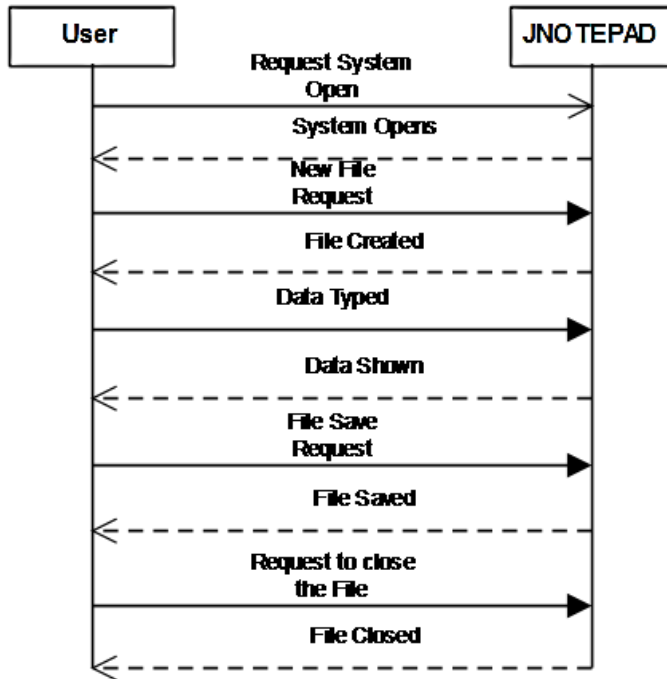 User
JNOTEPAD
Request System
Open
System Opens
New File
Request
File Created
Data Typed
Data Shown
File Save
Request
File Saved
Request to close
the File
File Closed